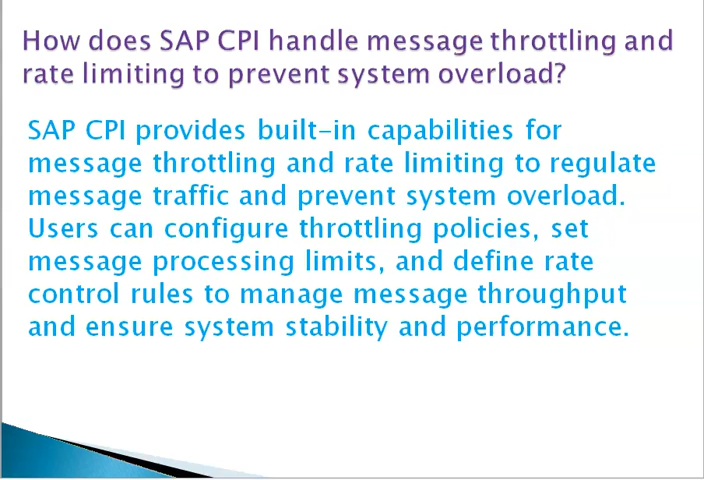 How does SAP CPI handle message throttling and
rate limiting to prevent system overload?
SAP CPI provides built-in capabilities for
message throttling and rate limiting to regulate
message traffic and prevent system overload.
Users can configure throttling policies, set
message processing limits, and define rate
control rules to manage message throughput
and ensure system stability and performance.